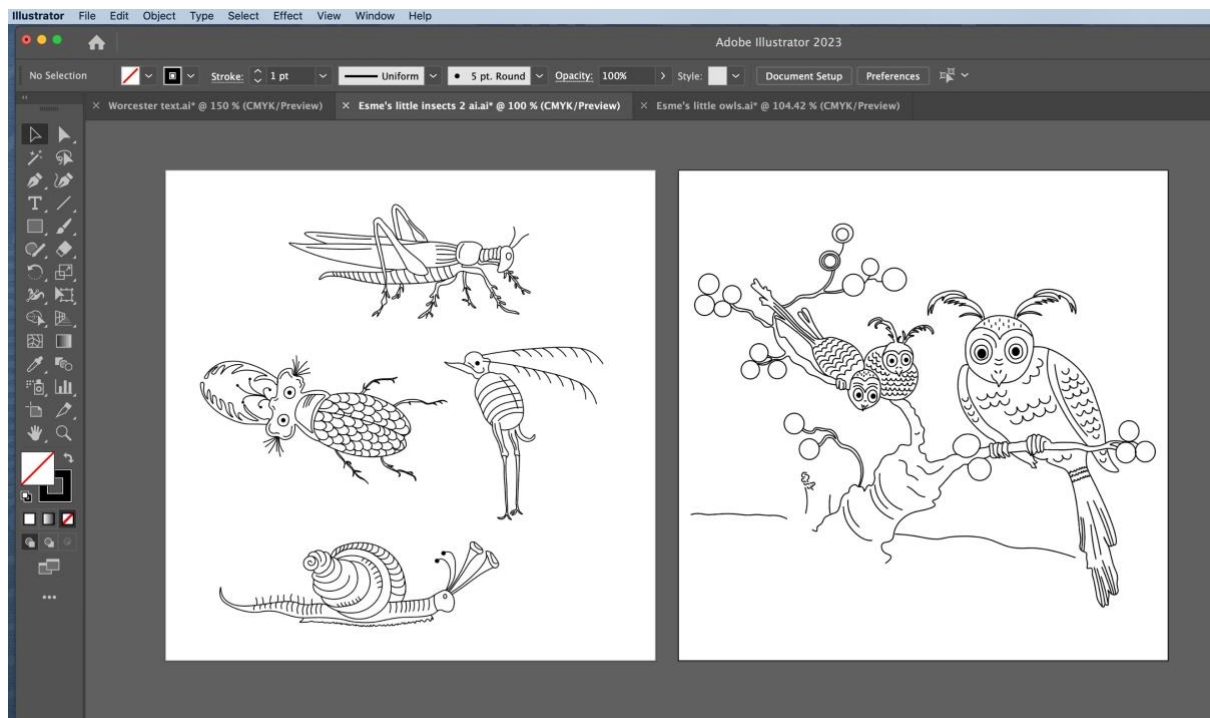 Illustrator File Edit Object Type Select Effect View Window Help
Adobe Illustrator 2023
No Selection Stroke: 1 pt Uniform 5 pt. Round Opacity: 100% Style: Document Setup Preferences
× Worcester text.ai* @ 150 % (CMYK/Preview) × Esme's little insects 2 ai.ai* @ 100 % (CMYK/Preview) × Esme's little owls.ai* @ 104.42 % (CMYK/Preview)